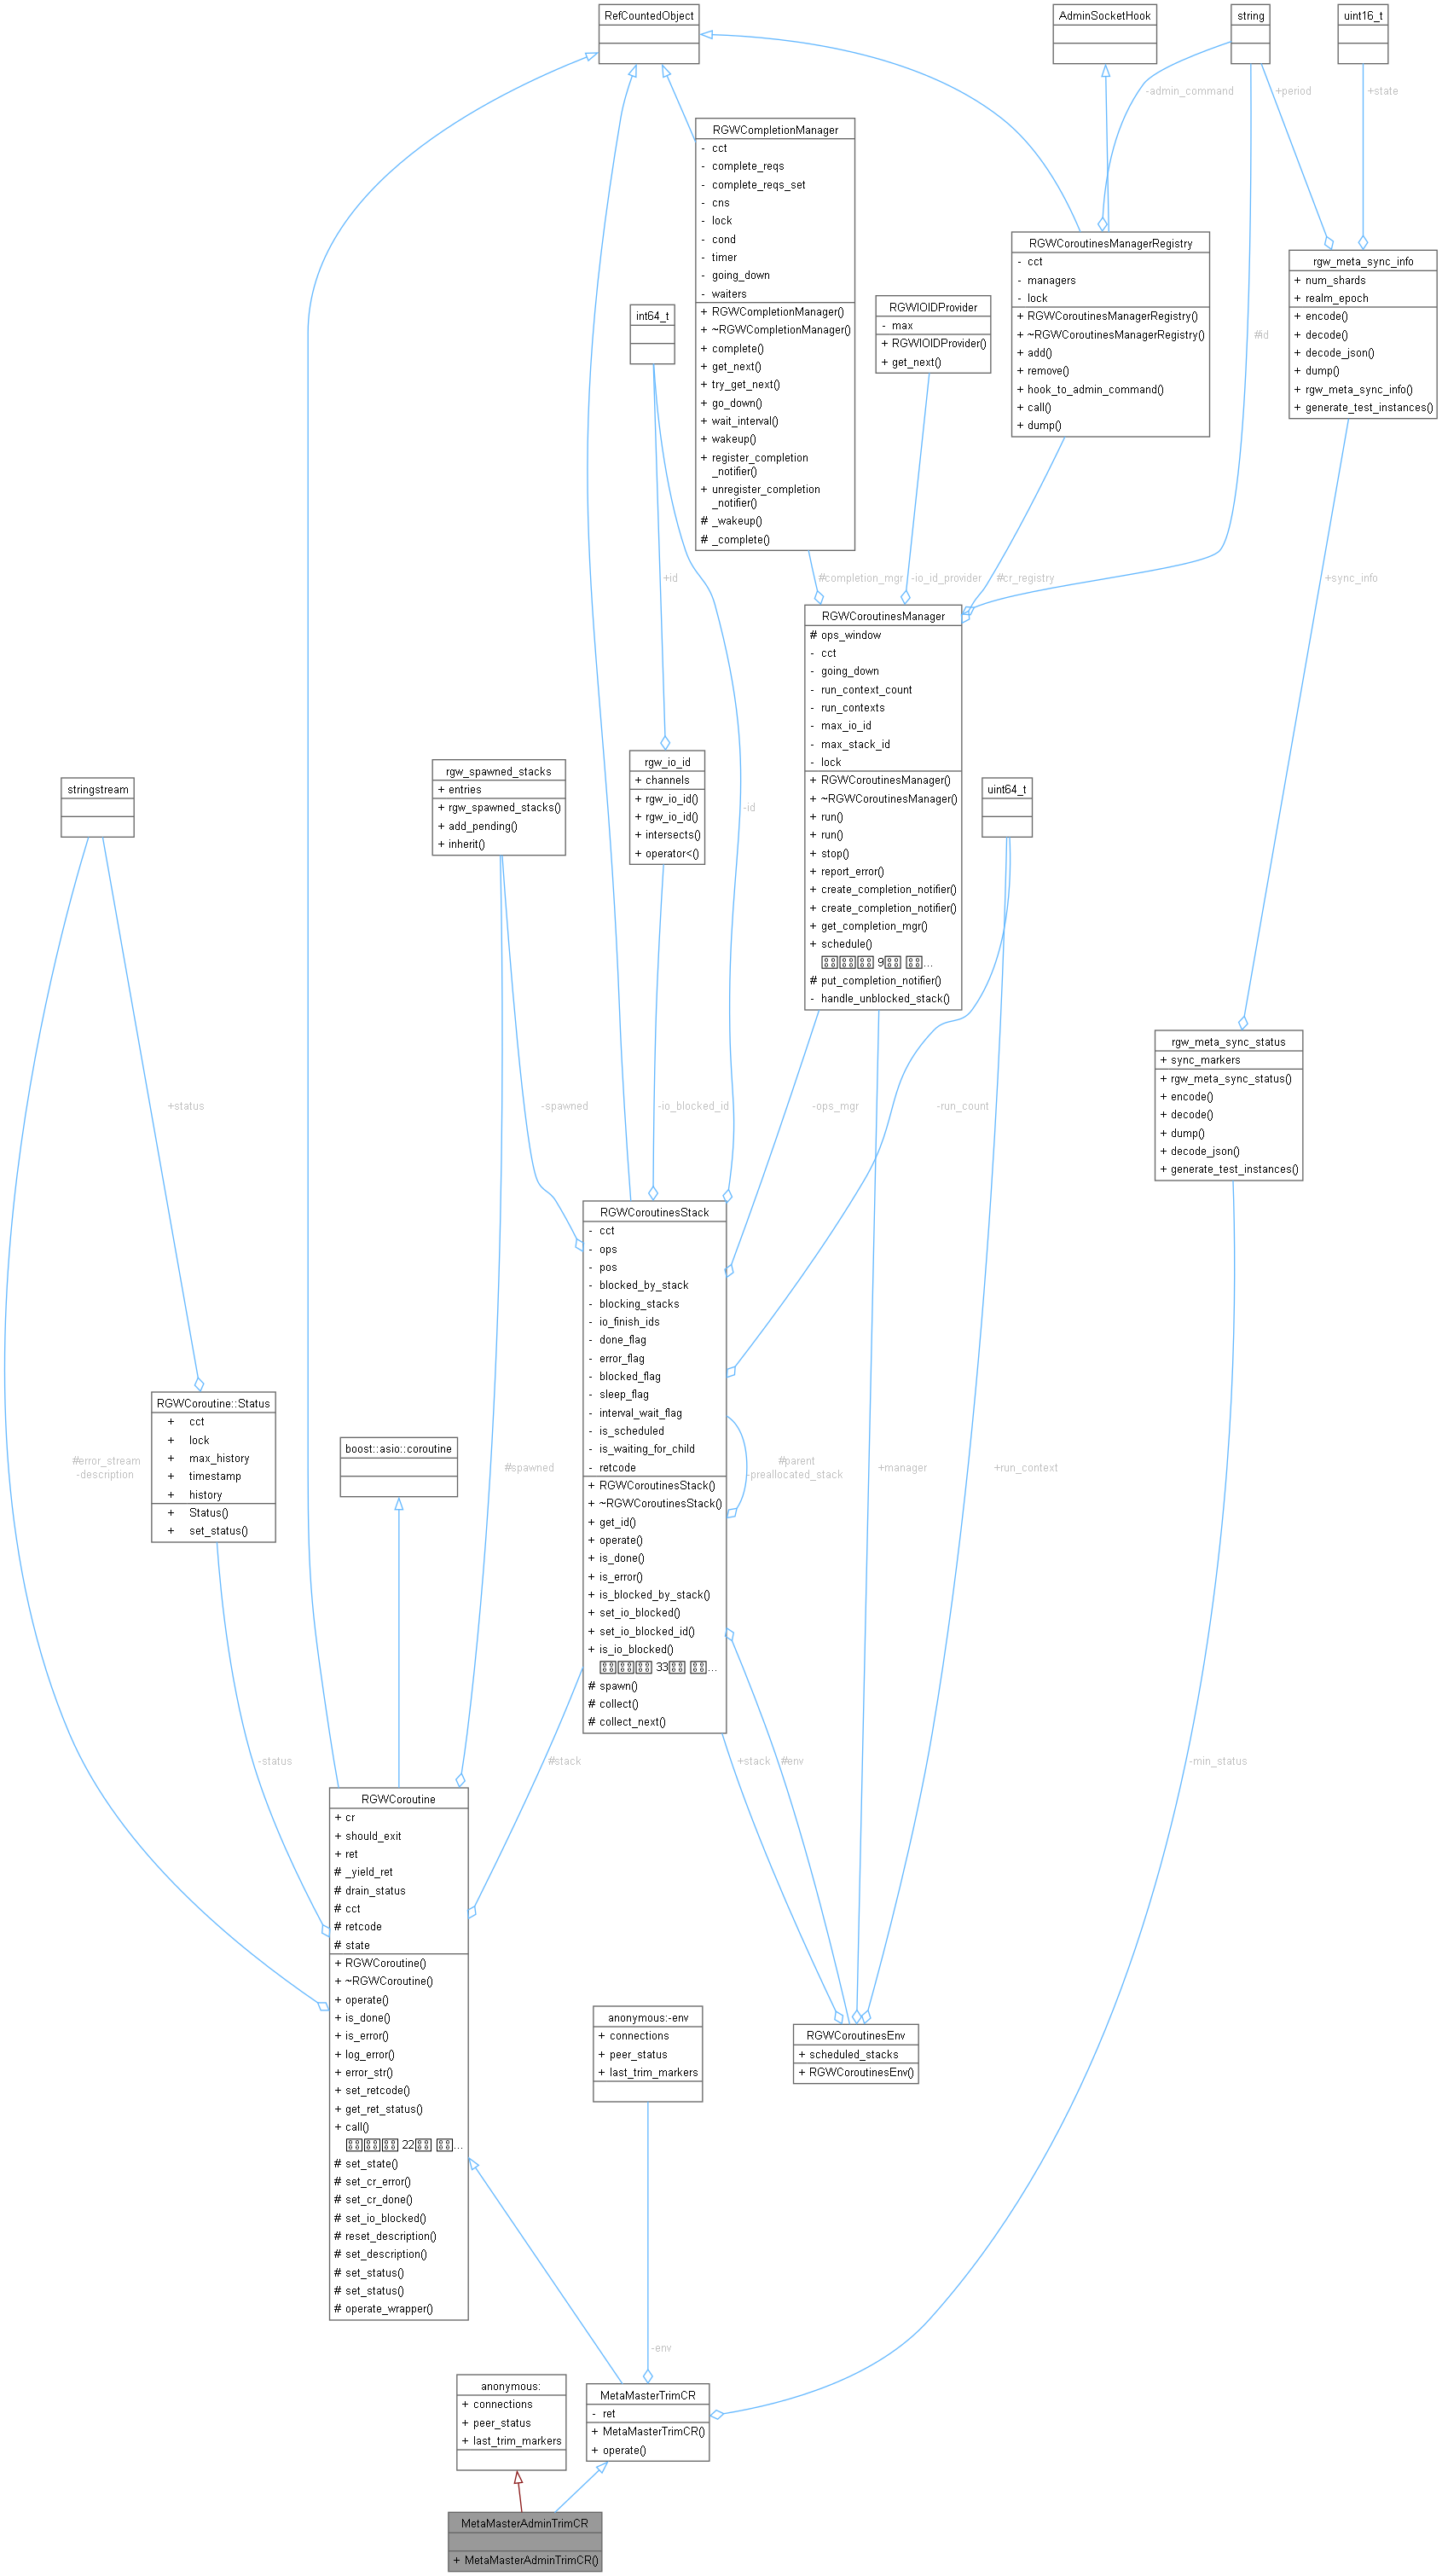 RefCountedObject
AdminSocketHook
string
uint16_t
-admin_command
+period
+state
RGWCompletionManager
- cct
- complete_reqs
- complete_reqs_set
- cns
- lock
- cond
- timer
- going_down
- waiters
+ RGWCompletionManager()
+ ~RGWCompletionManager()
+ complete()
+ get_next()
+ try_get_next()
+ go_down()
+ wait_interval()
+ wakeup()
+ register_completion
_notifier()
+ unregister_completion
_notifier()
# _wakeup()
# _complete()
RGWCoroutinesManagerRegistry
- cct
- managers
- lock
+ RGWCoroutinesManagerRegistry()
+ ~RGWCoroutinesManagerRegistry()
+ add()
+ remove()
+ hook_to_admin_command()
+ call()
+ dump()
rgw_meta_sync_info
+ num_shards
+ realm_epoch
+ encode()
+ decode()
+ decode_json()
+ dump()
+ rgw_meta_sync_info()
+ generate_test_instances()
int64_t
RGWIOIDProvider
- max
+ RGWIOIDProvider()
+ get_next()
#id
+id
#completion_mgr
-io_id_provider
#cr_registry
+sync_info
RGWCoroutinesManager
# ops_window
- cct
- going_down
- run_context_count
- run_contexts
- max_io_id
- max_stack_id
- lock
+ RGWCoroutinesManager()
+ ~RGWCoroutinesManager()
+ run()
+ run()
+ stop()
+ report_error()
+ create_completion_notifier()
+ create_completion_notifier()
+ get_completion_mgr()
+ schedule()
9 ...
# put_completion_notifier()
- handle_unblocked_stack()
stringstream
rgw_spawned_stacks
+ entries
+ rgw_spawned_stacks()
+ add_pending()
+ inherit()
rgw_io_id
+ channels
+ rgw_io_id()
+ rgw_io_id()
+ intersects()
+ operator<()
uint64_t
-id
rgw_meta_sync_status
+ sync_markers
+ rgw_meta_sync_status()
+ encode()
+ decode()
+ dump()
+ decode_json()
+ generate_test_instances()
+status
-spawned
-io_blocked_id
-ops_mgr
-run_count
RGWCoroutinesStack
- cct
- ops
- pos
- blocked_by_stack
- blocking_stacks
- io_finish_ids
- done_flag
- error_flag
- blocked_flag
- sleep_flag
- interval_wait_flag
- is_scheduled
- is_waiting_for_child
- retcode
+ RGWCoroutinesStack()
+ ~RGWCoroutinesStack()
+ get_id()
+ operate()
+ is_done()
+ is_error()
+ is_blocked_by_stack()
+ set_io_blocked()
+ set_io_blocked_id()
+ is_io_blocked()
33 ...
# spawn()
# collect()
# collect_next()
RGWCoroutine::Status
+ cct
+ lock
+ max_history
+ timestamp
+ history
+ Status()
+ set_status()
boost::asio::coroutine
#error_stream
-description
#spawned
#parent
-preallocated_stack
+manager
+run_context
-status
#stack
+stack
#env
-min_status
RGWCoroutine
+ cr
+ should_exit
+ ret
# _yield_ret
# drain_status
# cct
# retcode
# state
+ RGWCoroutine()
+ ~RGWCoroutine()
+ operate()
+ is_done()
+ is_error()
+ log_error()
+ error_str()
+ set_retcode()
+ get_ret_status()
+ call()
22 ...
# set_state()
# set_cr_error()
# set_cr_done()
# set_io_blocked()
# reset_description()
# set_description()
# set_status()
# set_status()
# operate_wrapper()
anonymous:-env
+ connections
+ peer_status
+ last_trim_markers
RGWCoroutinesEnv
+ scheduled_stacks
+ RGWCoroutinesEnv()
-env
anonymous:
+ connections
+ peer_status
+ last_trim_markers
MetaMasterTrimCR
- ret
+ MetaMasterTrimCR()
+ operate()
MetaMasterAdminTrimCR
+ MetaMasterAdminTrimCR()